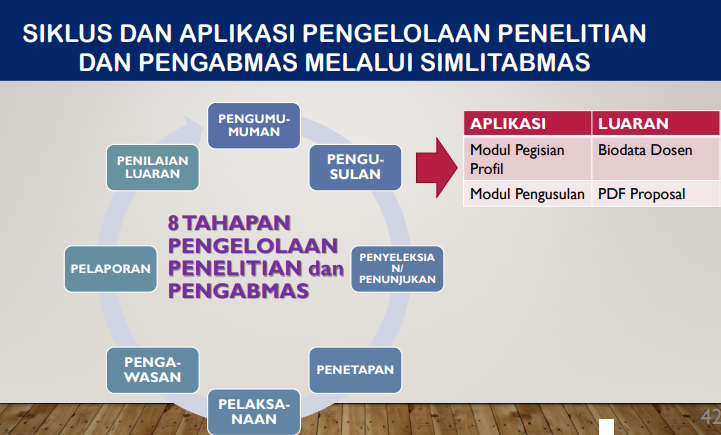 SIKLUS DAN APLIKASI PENGELOLAAN PENELITIAN
DAN PENGABMAS MELALUI SIMLITABMAS
PENGUMU-
MUMAN
PENGU-
SULAN
PENYELEKSIA
N/
PENUNJUKAN
PENETAPAN
PELAKSA-
NAAN
PENGA-
WASAN
PELAPORAN
PENILAIAN
LUARAN
8 TAHAPAN
PENGELOLAAN
PENELITIAN dan
PENGABMAS
APLIKASI LUARAN
Modul Pegisian Biodata Dosen
Profil
Modul Pengusulan PDF Proposal
42